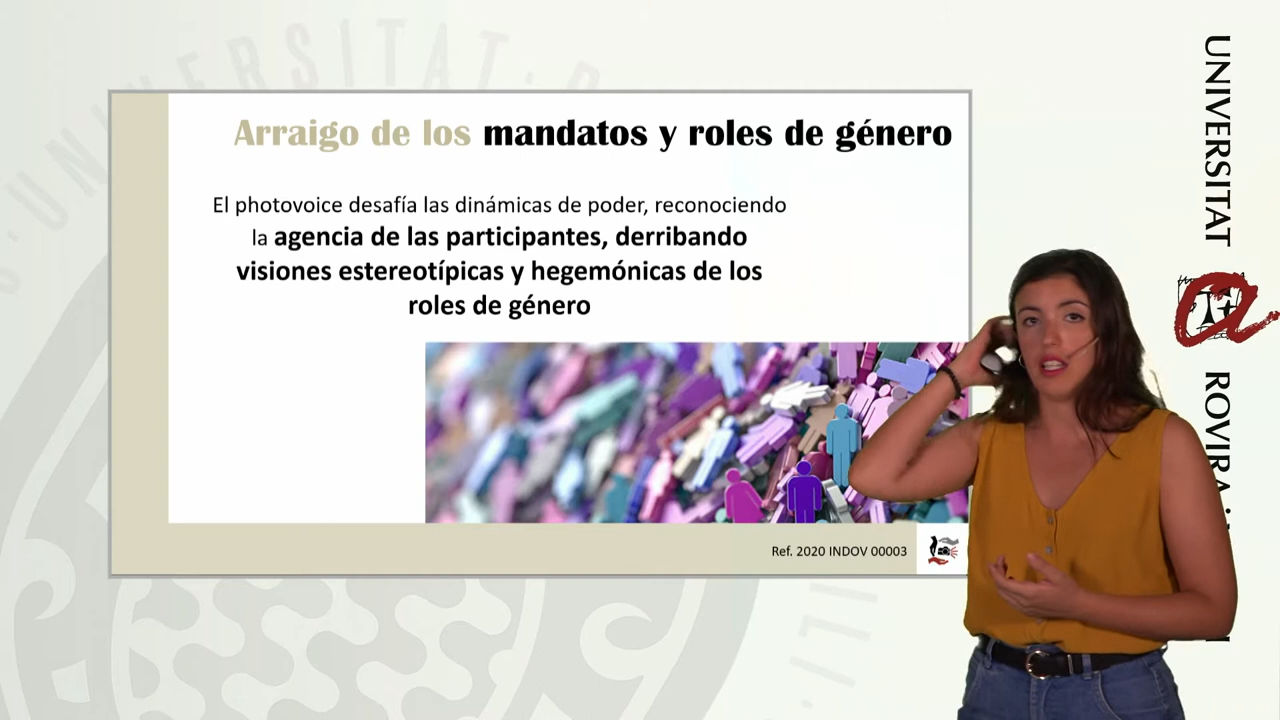 Arraigo de los mandatos y roles de género
El photovoice desafía las dinámicas de poder, reconociendo
la agencia de las participantes, derribando
visiones estereotípicas y hegemónicas de los
roles de género
Ref. 2020 INDOV 00003
UNIVERSITAT
ROVIRA i